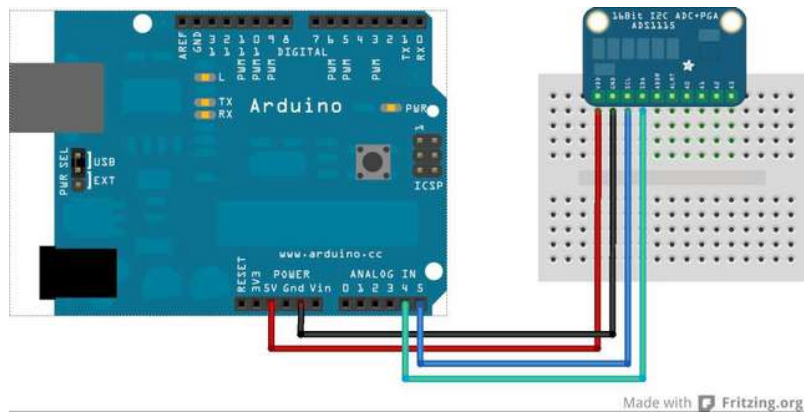 16Bit I2C ADC+PGA
ADS1115
VDD GND SCL SDA ADDR ALRT A0 A1 A2 A3
AREF
GND
13
12
11
10
9
8
7
6
5
4
3
2
1
0
TX
RX
PWM
PWM
PWM
PWM
PWM
PWM
DIGITAL
L
TX
RX
Arduino
PWR
1
ICSP
PWR SEL
USB
EXT
www.arduino.cc
POWER
ANALOG IN
RESET
3V3
5V Gnd Vin
0 1 2 3 4 5
Made with Fritzing.org